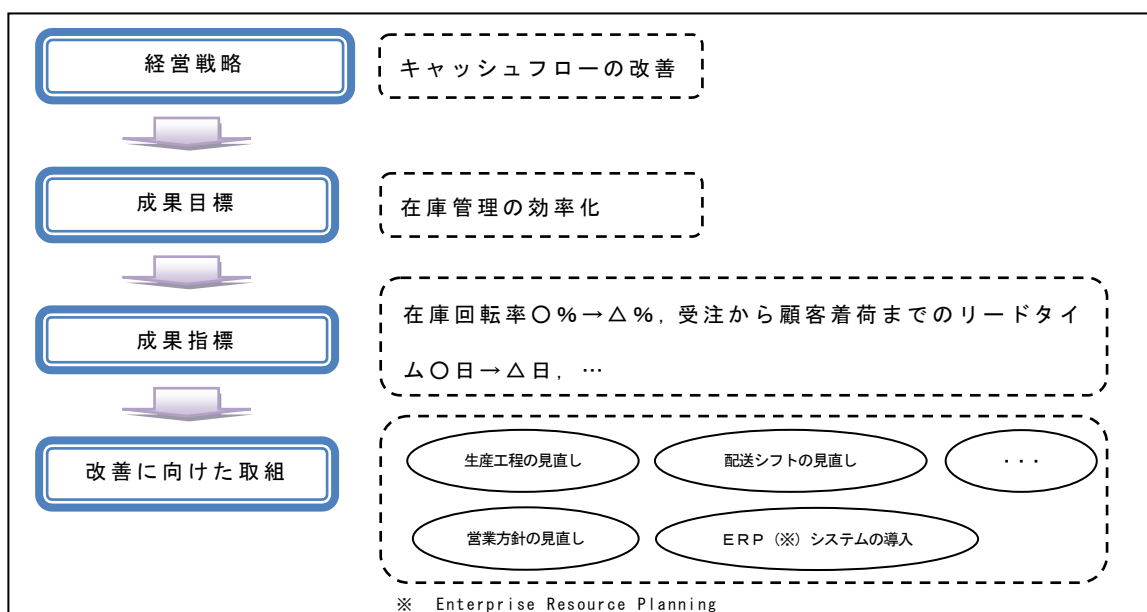 経営戦略
キャッシュフローの改善
成果目標
在庫管理の効率化
成果指標
在庫回転率〇%→△%,受注から顧客着荷までのリードタイ
ム〇日→△日,…
改善に向けた取組
生産工程の見直し
配送シフトの見直し
・・・
営業方針の見直し
ERP(※)システムの導入
※ Enterprise Resource Planning